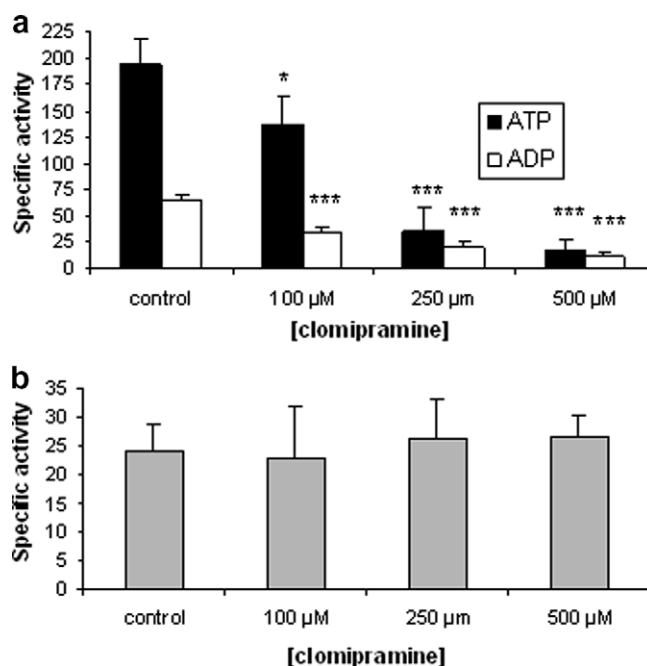 a
Specific activity
225
200
175
150
125
100
75
50
25
0
*
***
***
***
***
***
ATP
ADP
control
100 µM
250 µm
500 µM
[clomipramine]
b
Specific activity
35
30
25
20
15
10
5
0
control
100 µM
250 µm
500 µM
[clomipramine]